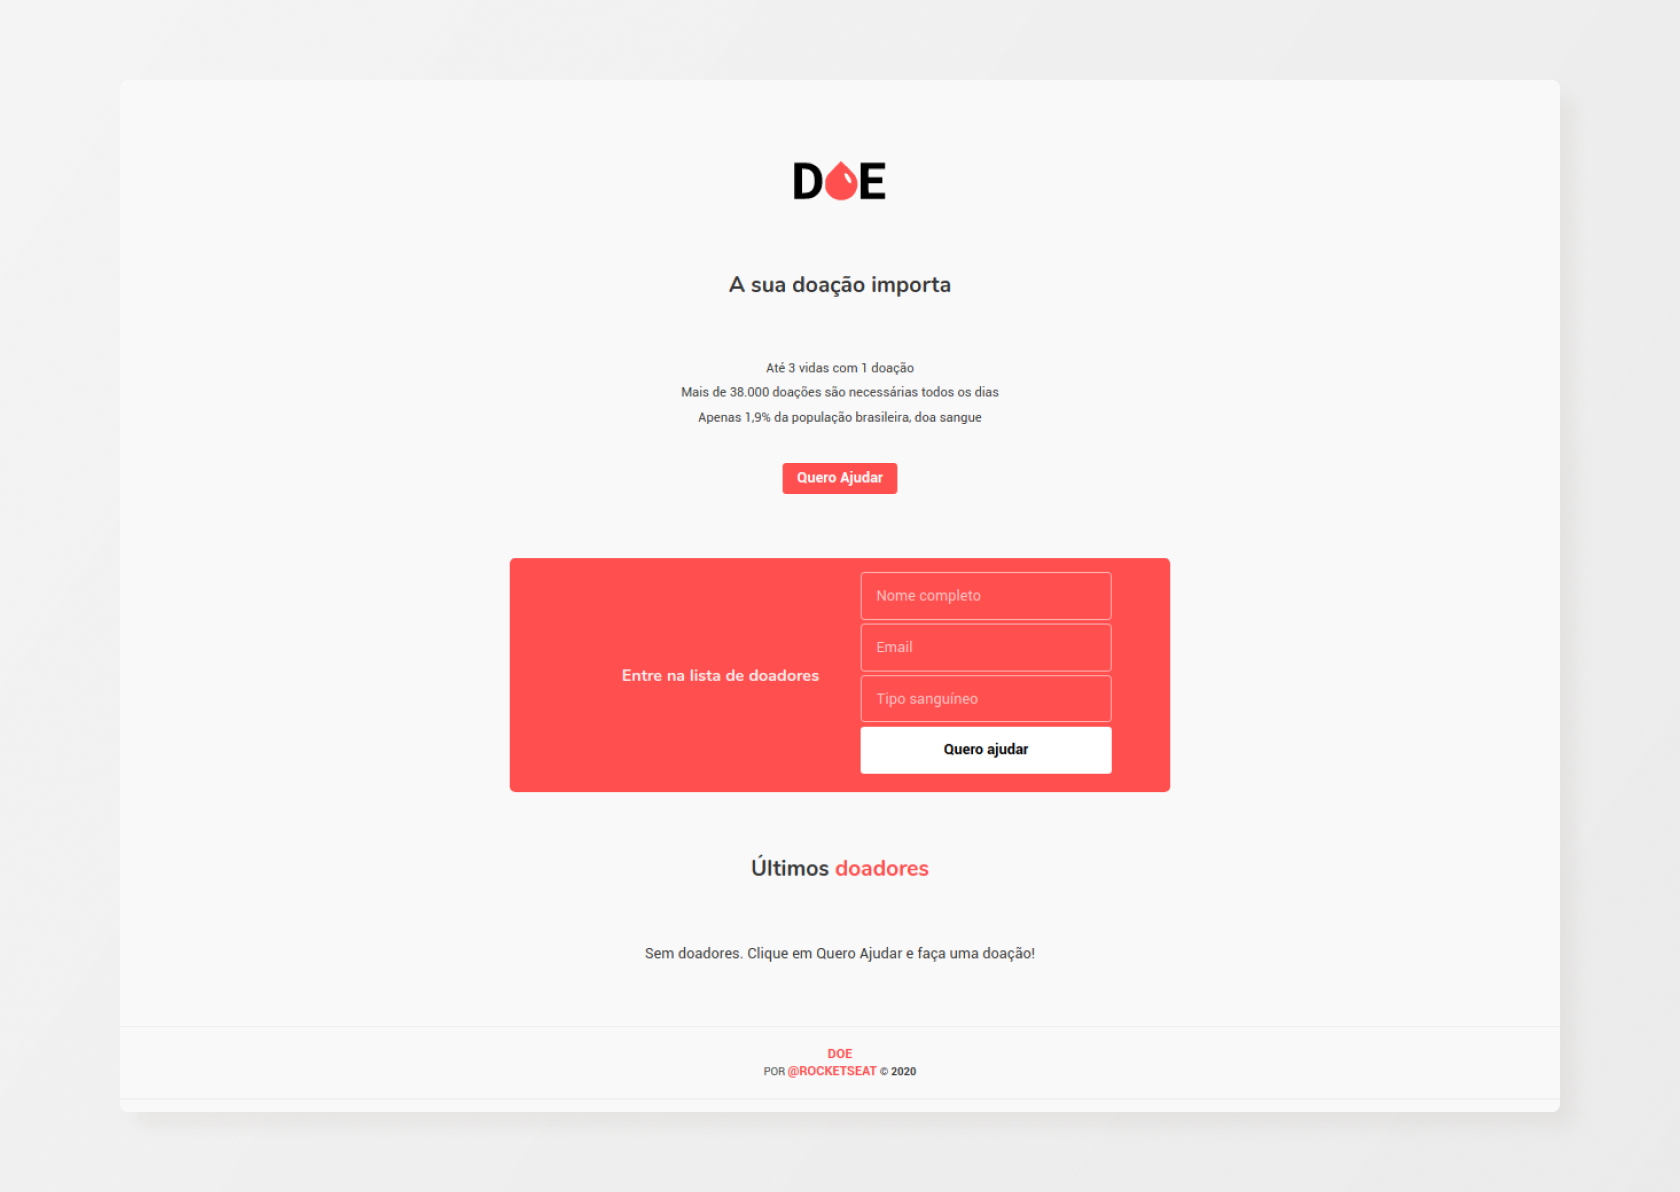 DOE
A sua doação importa
Até 3 vidas com 1 doação
Mais de 38.000 doações são necessárias todos os dias
Apenas 1,9% da população brasileira, doa sangue
Quero Ajudar
Nome completo
Email
Entre na lista de doadores
Tipo sanguíneo
Quero ajudar
Últimos doadores
Sem doadores. Clique em Quero Ajudar e faça uma doação!
DOE
POR @ROCKETSEAT © 2020